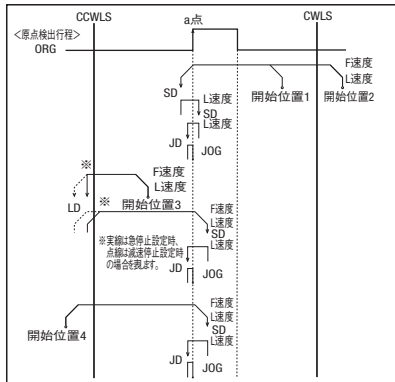 CCWLS
a点
CWLS
<原点検出行程>
ORG
F速度
L速度
SD
L速度
開始位置1
開始位置2
SD
L速度
JD
JOG
※
F速度
L速度
LD
※
開始位置3
F速度
L速度
SD
※実線は急停止設定時、
点線は減速停止設定時
の場合を表します。
L速度
JD
JOG
F速度
L速度
SD
開始位置4
L速度
JD
JOG